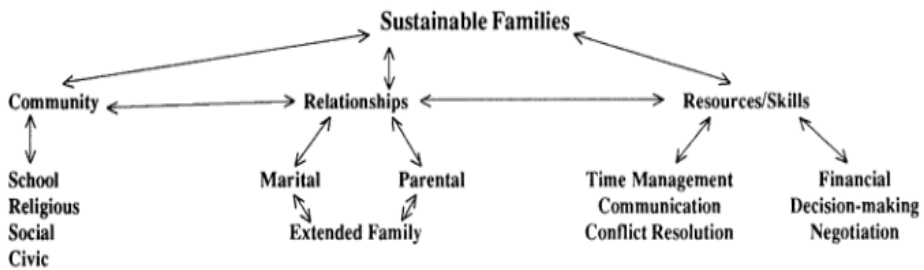 Sustainable Families
Community Relationships Resources/Skills
School Marital Parental Time Management Financial
Religious Communication Decision-making
Social Extended Family Conflict Resolution Negotiation
Civic